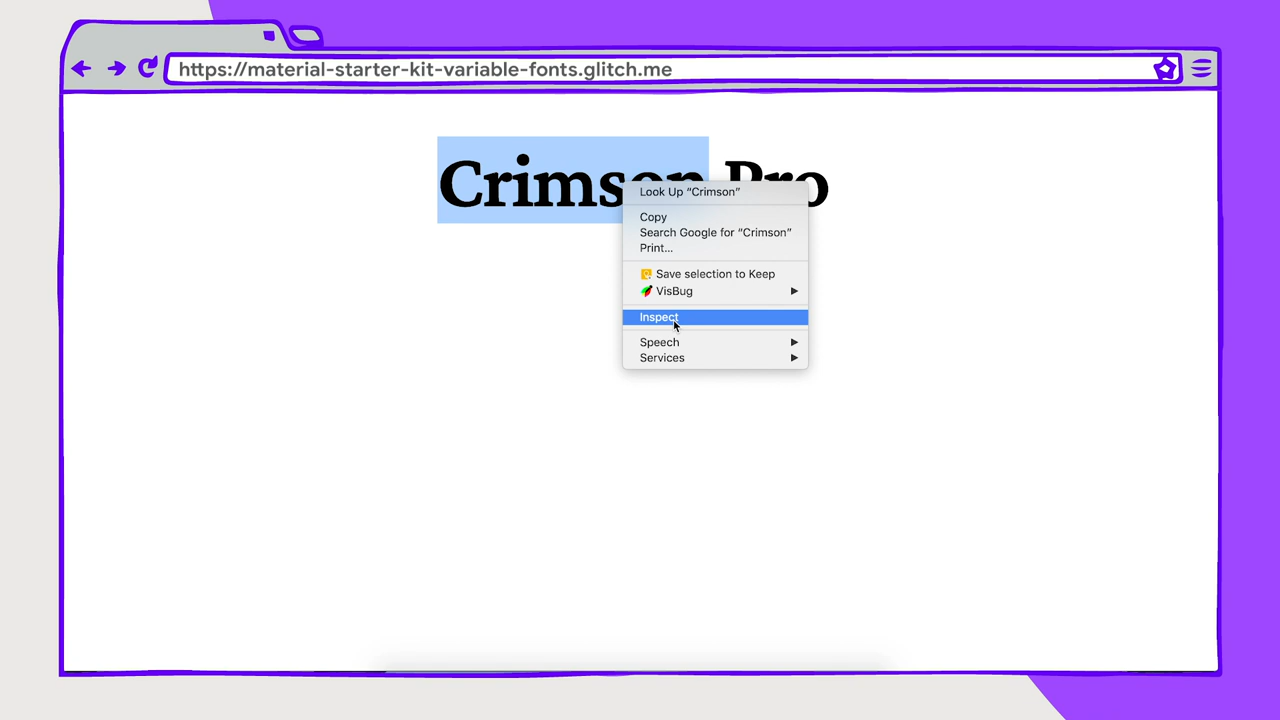 https://material-starter-kit-variable-fonts.glitch.me
Crimson Pro
Look Up “Crimson”
Copy
Search Google for “Crimson”
Print...
Save selection to Keep
VisBug
Inspect
Speech
Services